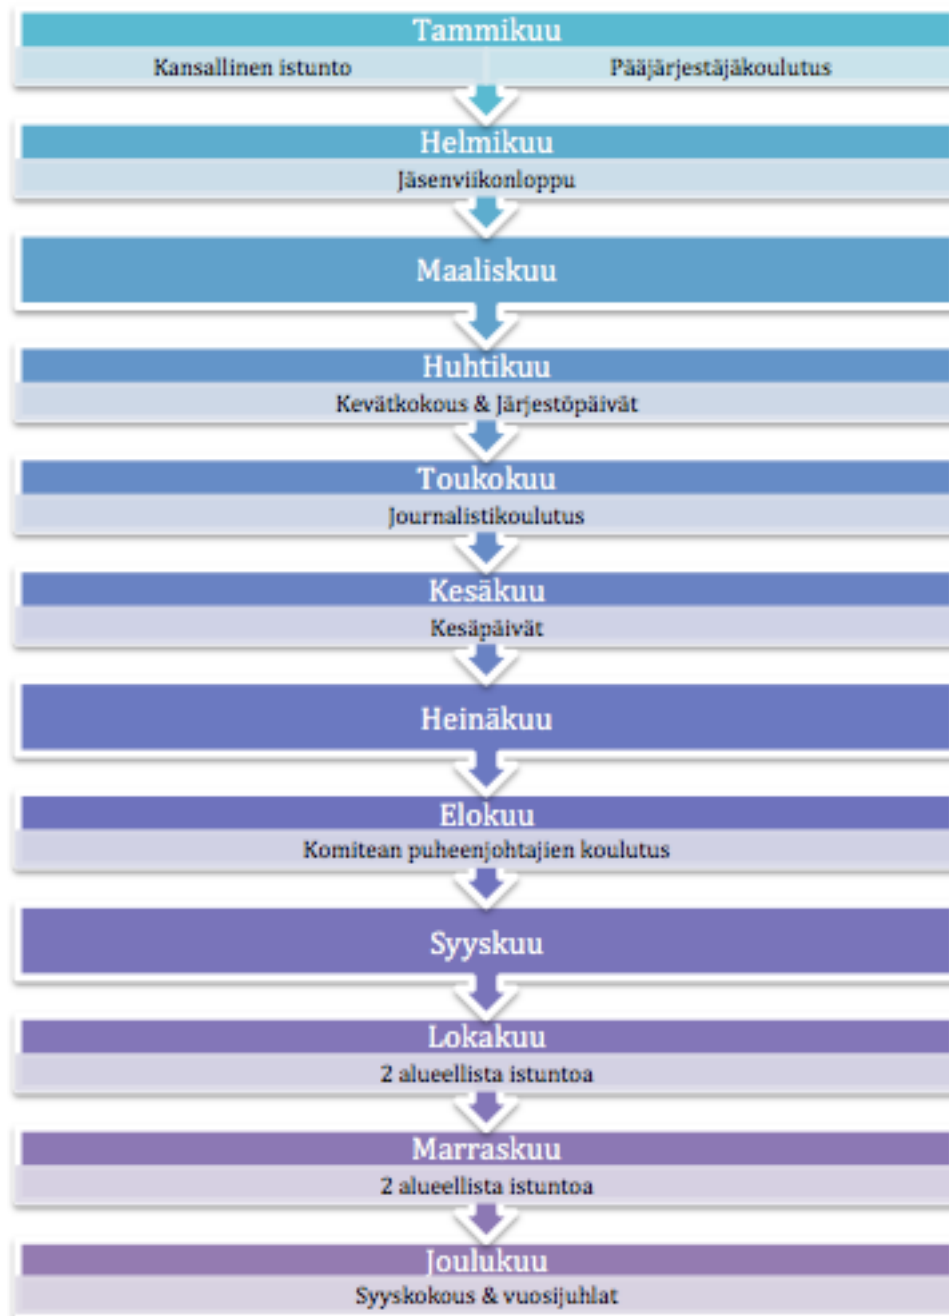 Tammikuu
Kansallinen istunto
Pääjärjestäjäkoulutus
Helmikuu
Jäsenviikonloppu
Maaliskuu
Huhtikuu
Kevätkokous & Järjestöpäivät
Toukokuu
Journalistikoulutus
Kesäkuu
Kesäpäivät
Heinäkuu
Elokuu
Komitean puheenjohtajien koulutus
Syyskuu
Lokakuu
2 alueellista istuntoa
Marraskuu
2 alueellista istuntoa
Joulukuu
Syyskokous & vuosijuhlat